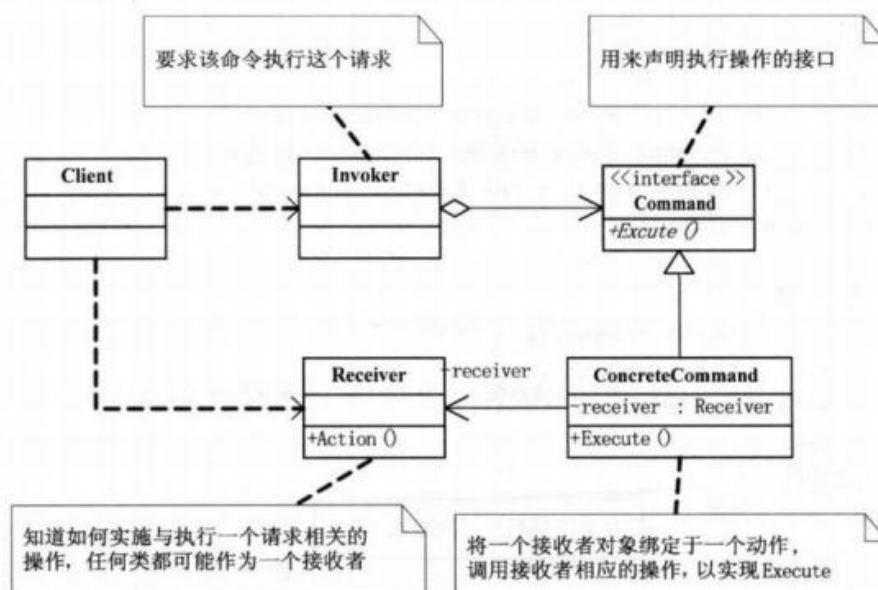 要求该命令执行这个请求
用来声明执行操作的接口
Client
Invoker
<<interface >>
Command
+Excute ()
Receiver
+Action ()
-receiver
ConcreteCommand
-receiver : Receiver
+Execute ()
知道如何实施与执行一个请求相关的
操作, 任何类都可能作为一个接收者
将一个接收者对象绑定于一个动作,
调用接收者相应的操作, 以实现Execute